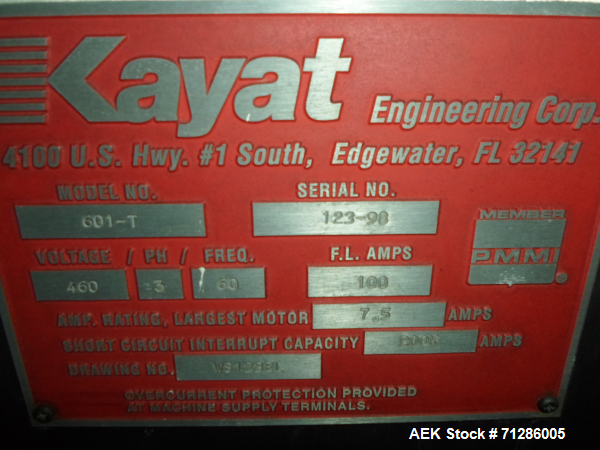 Kayat Engineering Corp.
4100 U.S. Hwy. #1 South, Edgewater, FL 32141
MODEL NO. SERIAL NO.
601-T 123-98
MEMBER
PMMI
VOLTAGE / PH / FREQ. F.L. AMPS
460 3 60 100
AMP. RATING, LARGEST MOTOR 7.5 AMPS
SHORT CIRCUIT INTERRUPT CAPACITY AMPS
DRAWING NO.
OVERCURRENT PROTECTION PROVIDED
AT MACHINE SUPPLY TERMINALS.
AEK Stock # 71286005